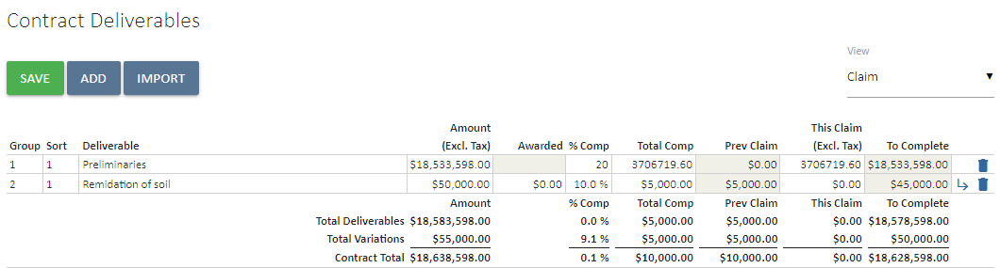 Contract Deliverables
View
SAVE ADD IMPORT Claim
Amount This Claim
Group Sort Deliverable (Excl. Tax) Awarded % Comp Total Comp Prev Claim (Excl. Tax) To Complete
1 1 Preliminaries $18,533,598.00 20 3706719.60 $0.00 3706719.60 $18,533,598.00
2 1 Remidation of soil $50,000.00 $0.00 10.0 % $5,000.00 $5,000.00 $0.00 $45,000.00
Amount % Comp Total Comp Prev Claim This Claim To Complete
Total Deliverables $18,583,598.00 0.0 % $5,000.00 $5,000.00 $0.00 $18,578,598.00
Total Variations $55,000.00 9.1 % $5,000.00 $5,000.00 $0.00 $50,000.00
Contract Total $18,638,598.00 0.1 % $10,000.00 $10,000.00 $0.00 $18,628,598.00